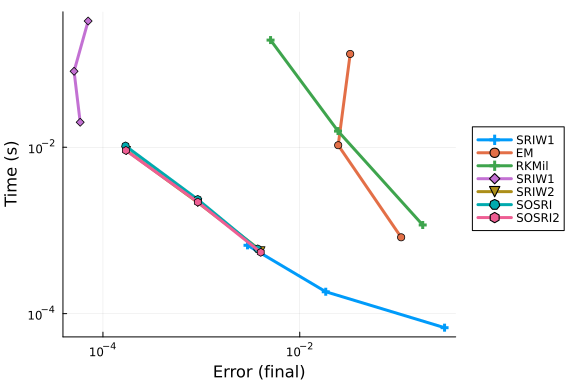 Time (s)
10⁻²
10⁻⁴
10⁻⁴
10⁻²
Error (final)
SRIW1
EM
RKMil
SRIW1
SRIW2
SOSRI
SOSRI2